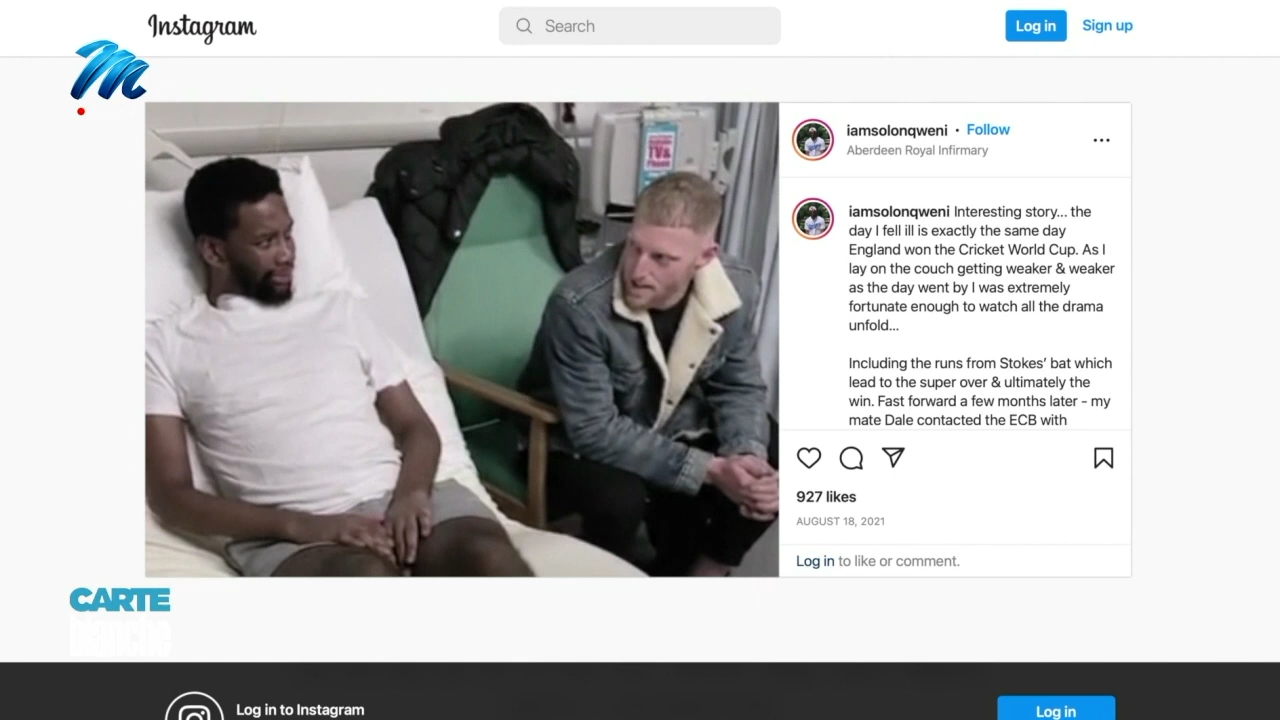 Instagram
Search
Log in
Sign up
M
iamsolonqweni • Follow
Aberdeen Royal Infirmary
iamsolonqweni Interesting story... the
day I fell ill is exactly the same day
England won the Cricket World Cup. As I
lay on the couch getting weaker & weaker
as the day went by I was extremely
fortunate enough to watch all the drama
unfold...
Including the runs from Stokes’ bat which
lead to the super over & ultimately the
win. Fast forward a few months later - my
mate Dale contacted the ECB with
927 likes
AUGUST 18, 2021
Log in to like or comment.
CARTE
Blanche
Log in to Instagram
Log in